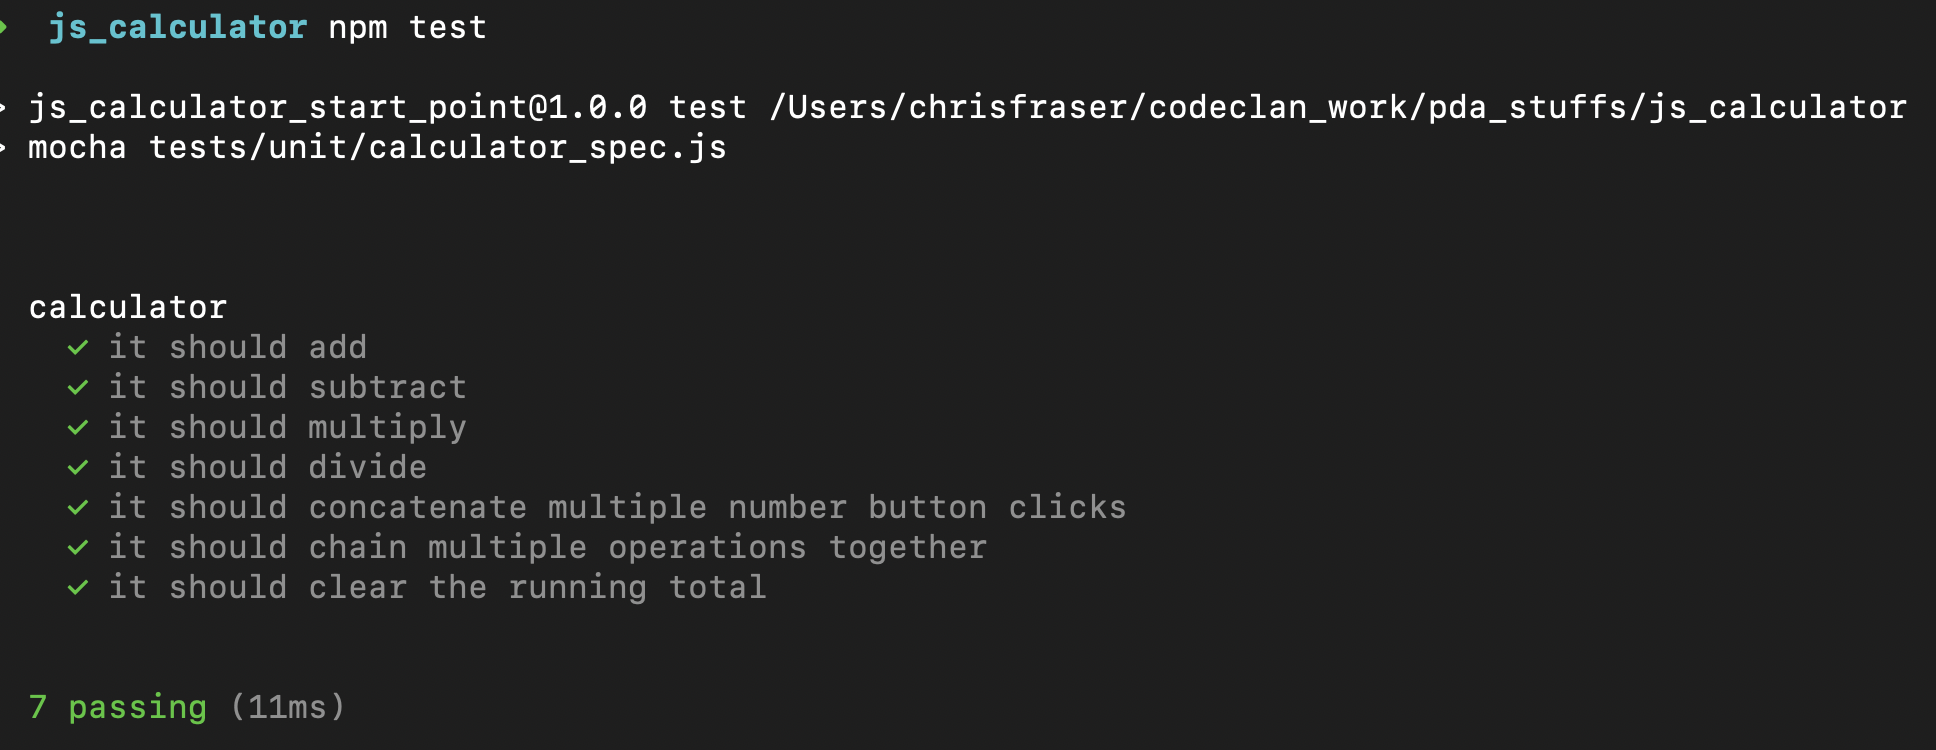 js_calculator npm test
> js_calculator_start_point@1.0.0 test /Users/chrisfraser/codeclan_work/pda_stuffs/js_calculator
> mocha tests/unit/calculator_spec.js
calculator
✓ it should add
✓ it should subtract
✓ it should multiply
✓ it should divide
✓ it should concatenate multiple number button clicks
✓ it should chain multiple operations together
✓ it should clear the running total
7 passing (11ms)